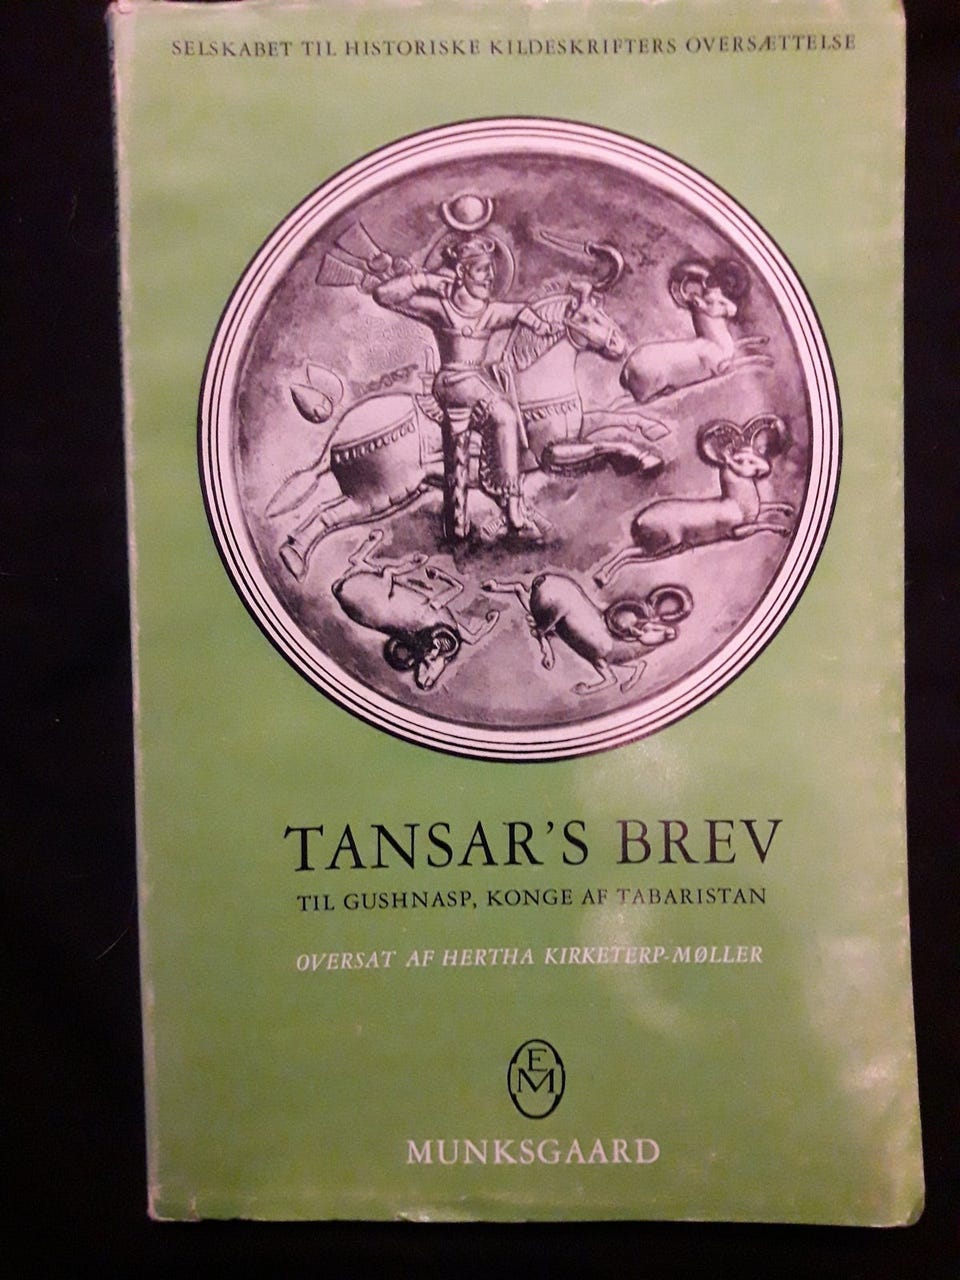 SELSKABET TIL HISTORISKE KILDESKRIFTERS OVERSÆTTELSE
TANSAR'S BREV
TIL GUSHNASP, KONGE AF TABARISTAN
OVERSAT AF HERTHA KIRKETERP-MØLLER
EM
MUNKSGAARD